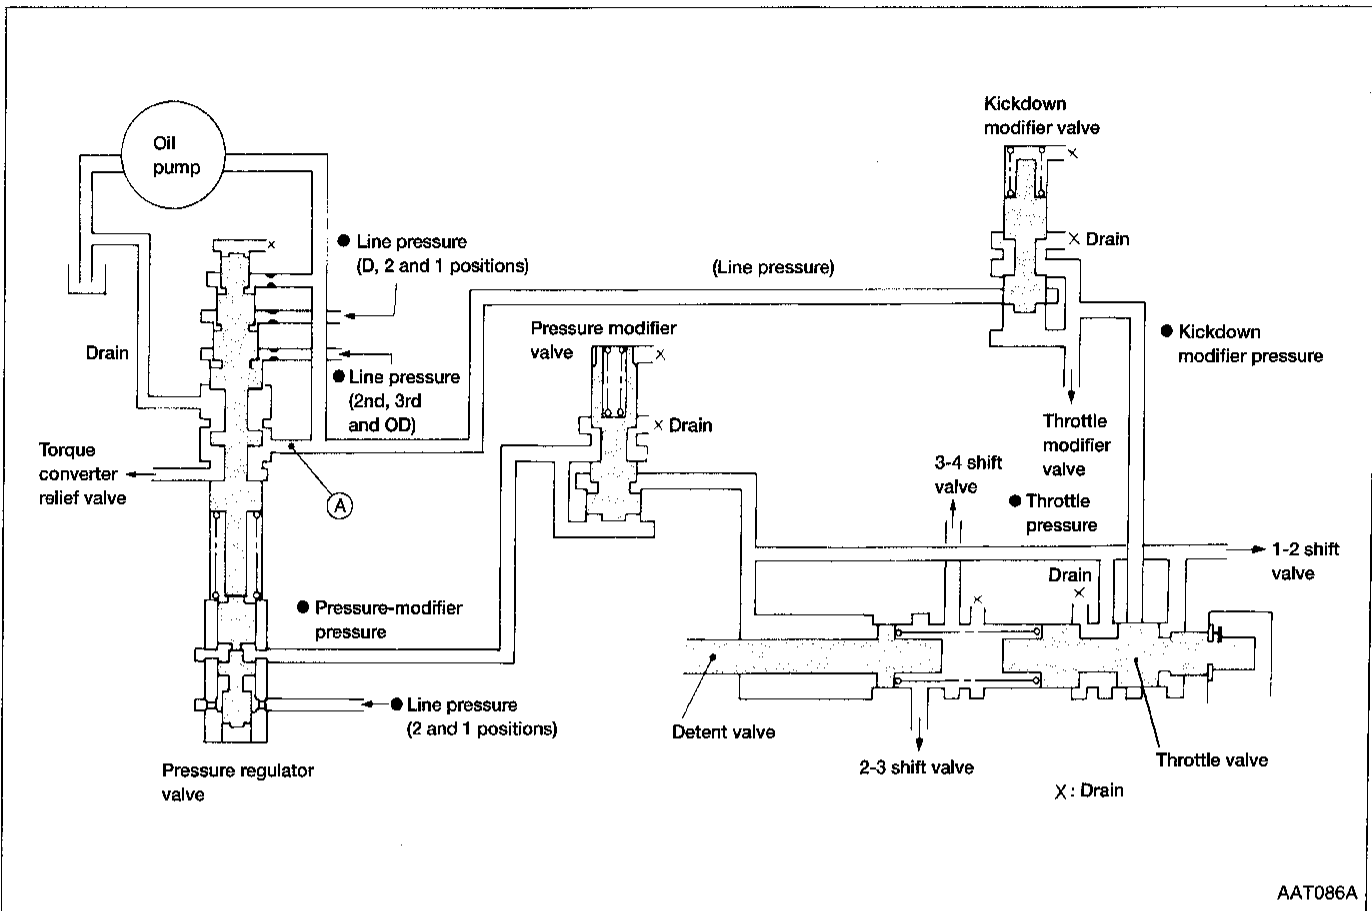 Kickdown
modifier valve
X
Oil
pump
X
X Drain
● Line pressure
(D, 2 and 1 positions)
(Line pressure)
Pressure modifier
valve
X
Drain
● Line pressure
(2nd, 3rd
and OD)
● Kickdown
modifier pressure
X Drain
Throttle
modifier
valve
Torque
converter
relief valve
A
3-4 shift
valve
● Throttle
pressure
1-2 shift
valve
Drain
X
X
● Pressure-modifier
pressure
● Line pressure
(2 and 1 positions)
Detent valve
2-3 shift valve
Throttle valve
Pressure regulator
valve
X : Drain
AAT086A